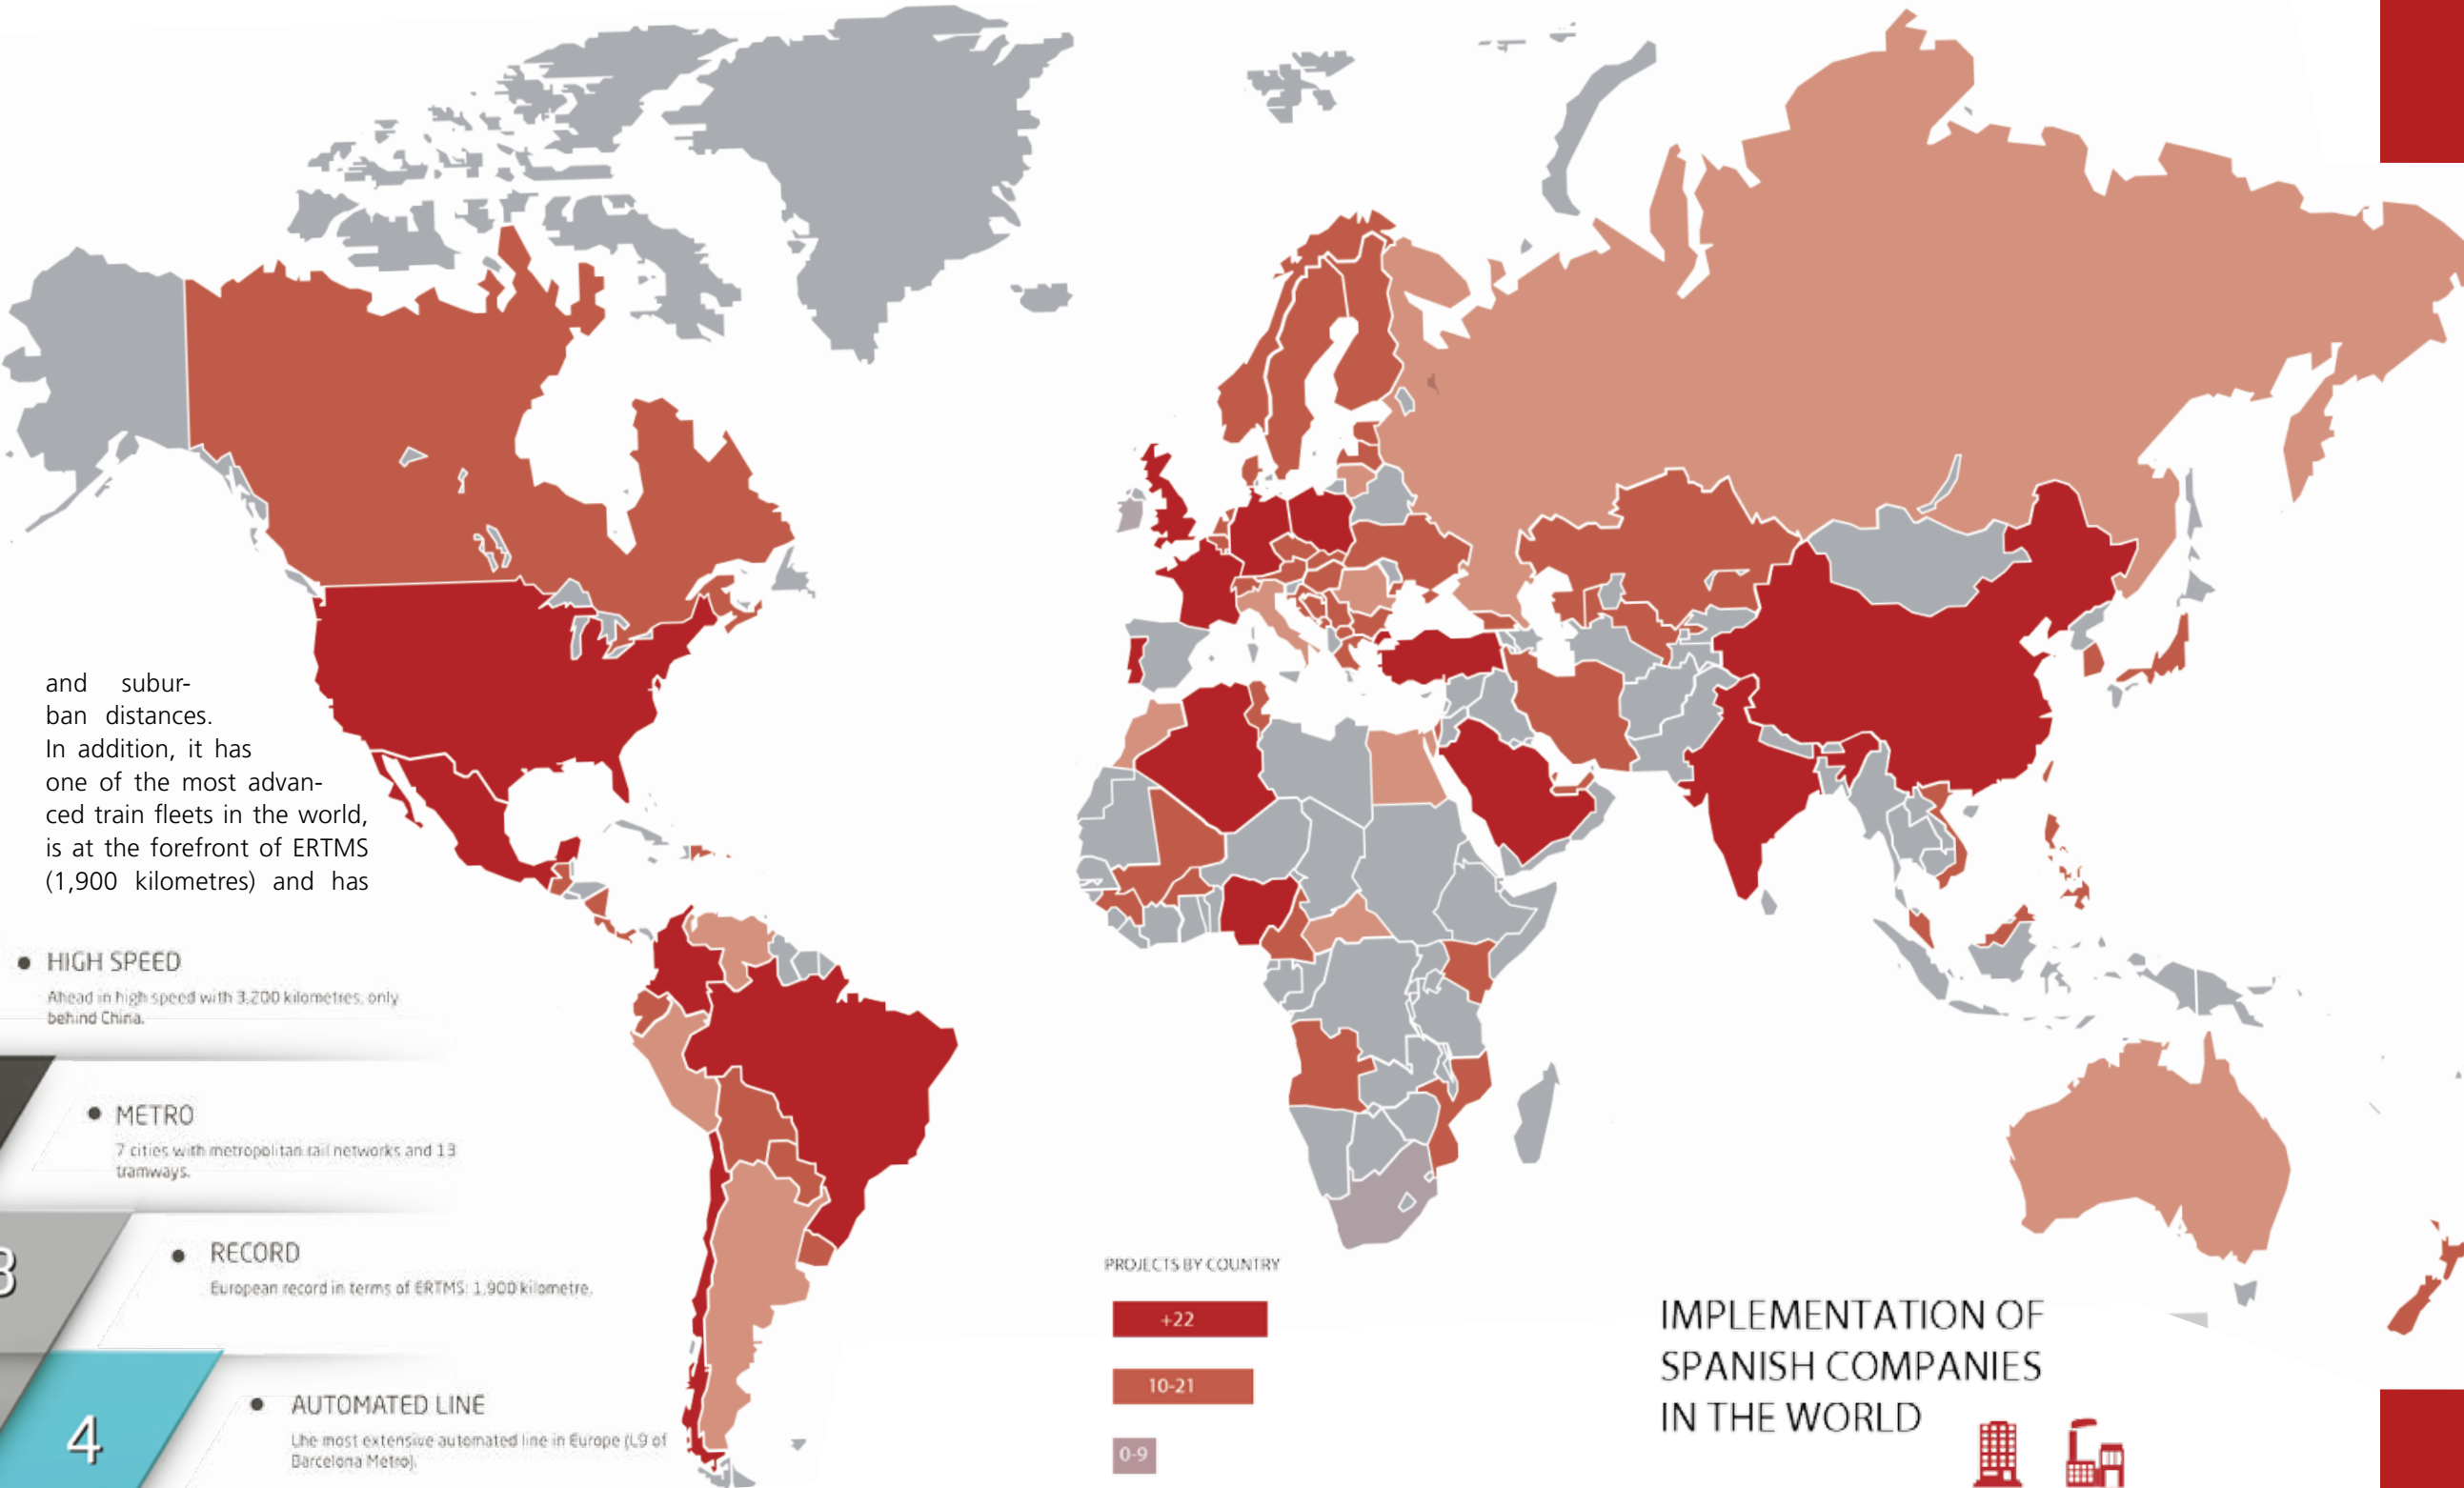 and subur-
ban distances.
In addition, it has
one of the most advan-
ced train fleets in the world,
is at the forefront of ERTMS
(1,900 kilometres) and has
HIGH SPEED
Ahead in high speed with 3,200 kilometres, only
behind China.
METRO
7 cities with metropolitan rail networks and 13
tramways.
3
RECORD
European record in terms of ERTMS: 1,900 kilometre.
4
AUTOMATED LINE
Lhe most extensive automated line in Europe (L9 of
Barcelona Metro).
PROJECTS BY COUNTRY
+22
10-21
0-9
IMPLEMENTATION OF
SPANISH COMPANIES
IN THE WORLD